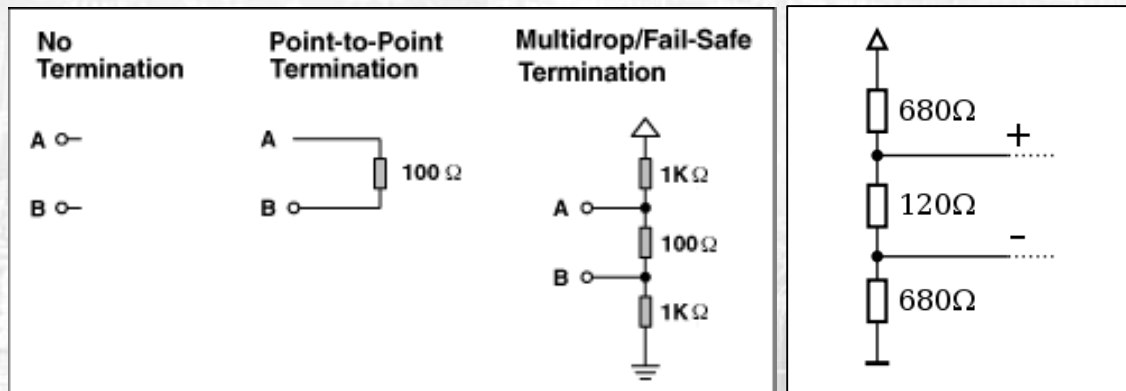 No
Termination
Point-to-Point
Termination
Multidrop/Fail-Safe
Termination
A
B
A
100 Ω
B
1KΩ
A
100Ω
B
1KΩ
680Ω
+
120Ω
-
680Ω